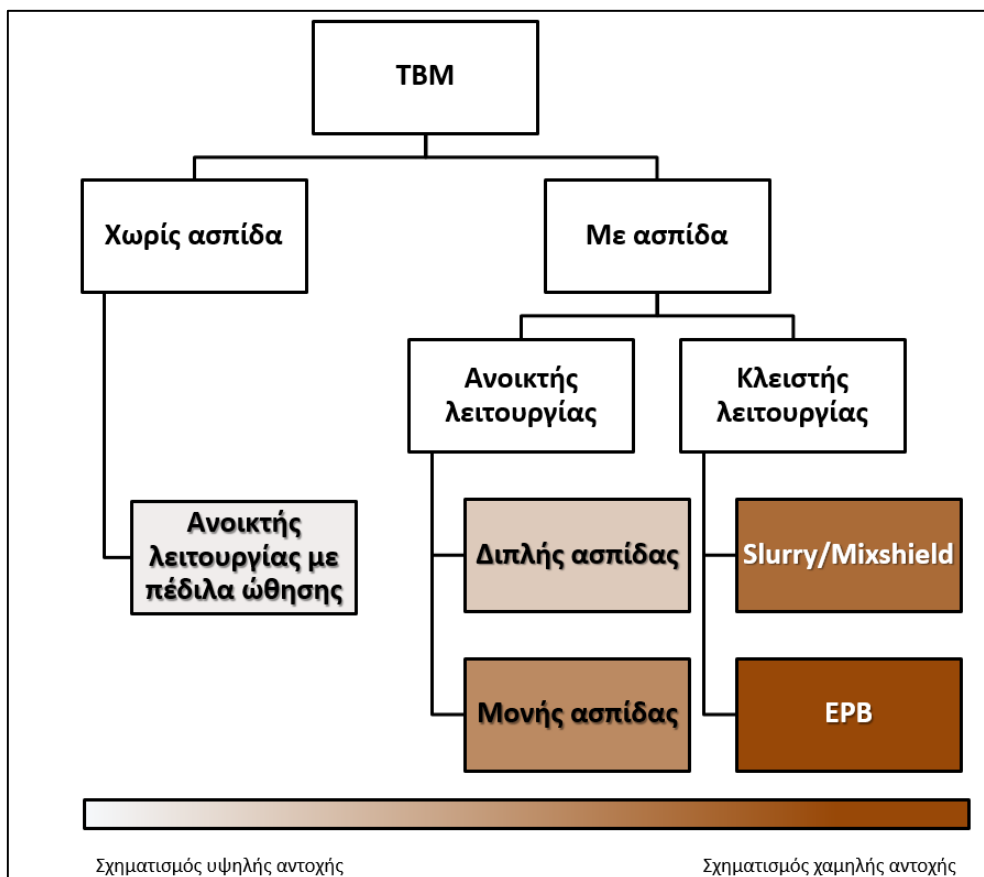 TBM
Χωρίς ασπίδα
Με ασπίδα
Ανοικτής
λειτουργίας
Κλειστής
λειτουργίας
Ανοικτής
λειτουργίας με
πέδιλα ώθησης
Διπλής ασπίδας
Slurry/Mixshield
Μονής ασπίδας
EPB
Σχηματισμός υψηλής αντοχής
Σχηματισμός χαμηλής αντοχής